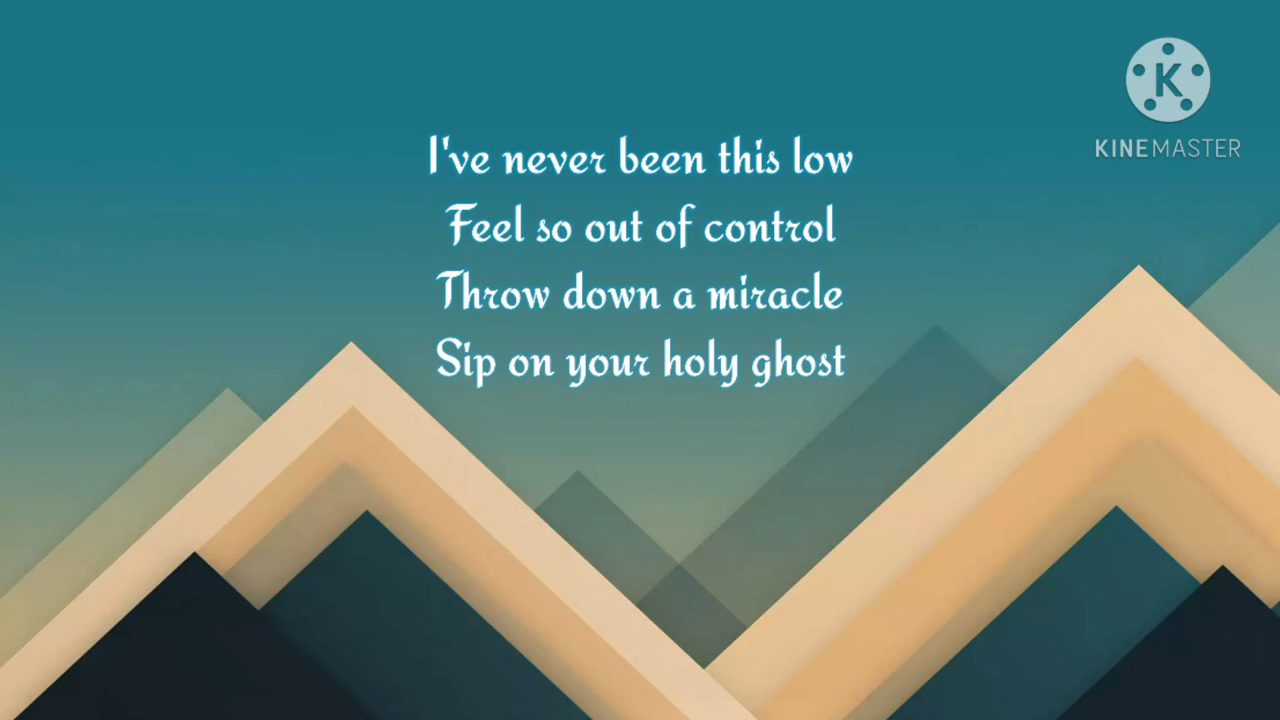 I've never been this low
Feel so out of control
Throw down a miracle
Sip on your holy ghost
K
KINEMASTER